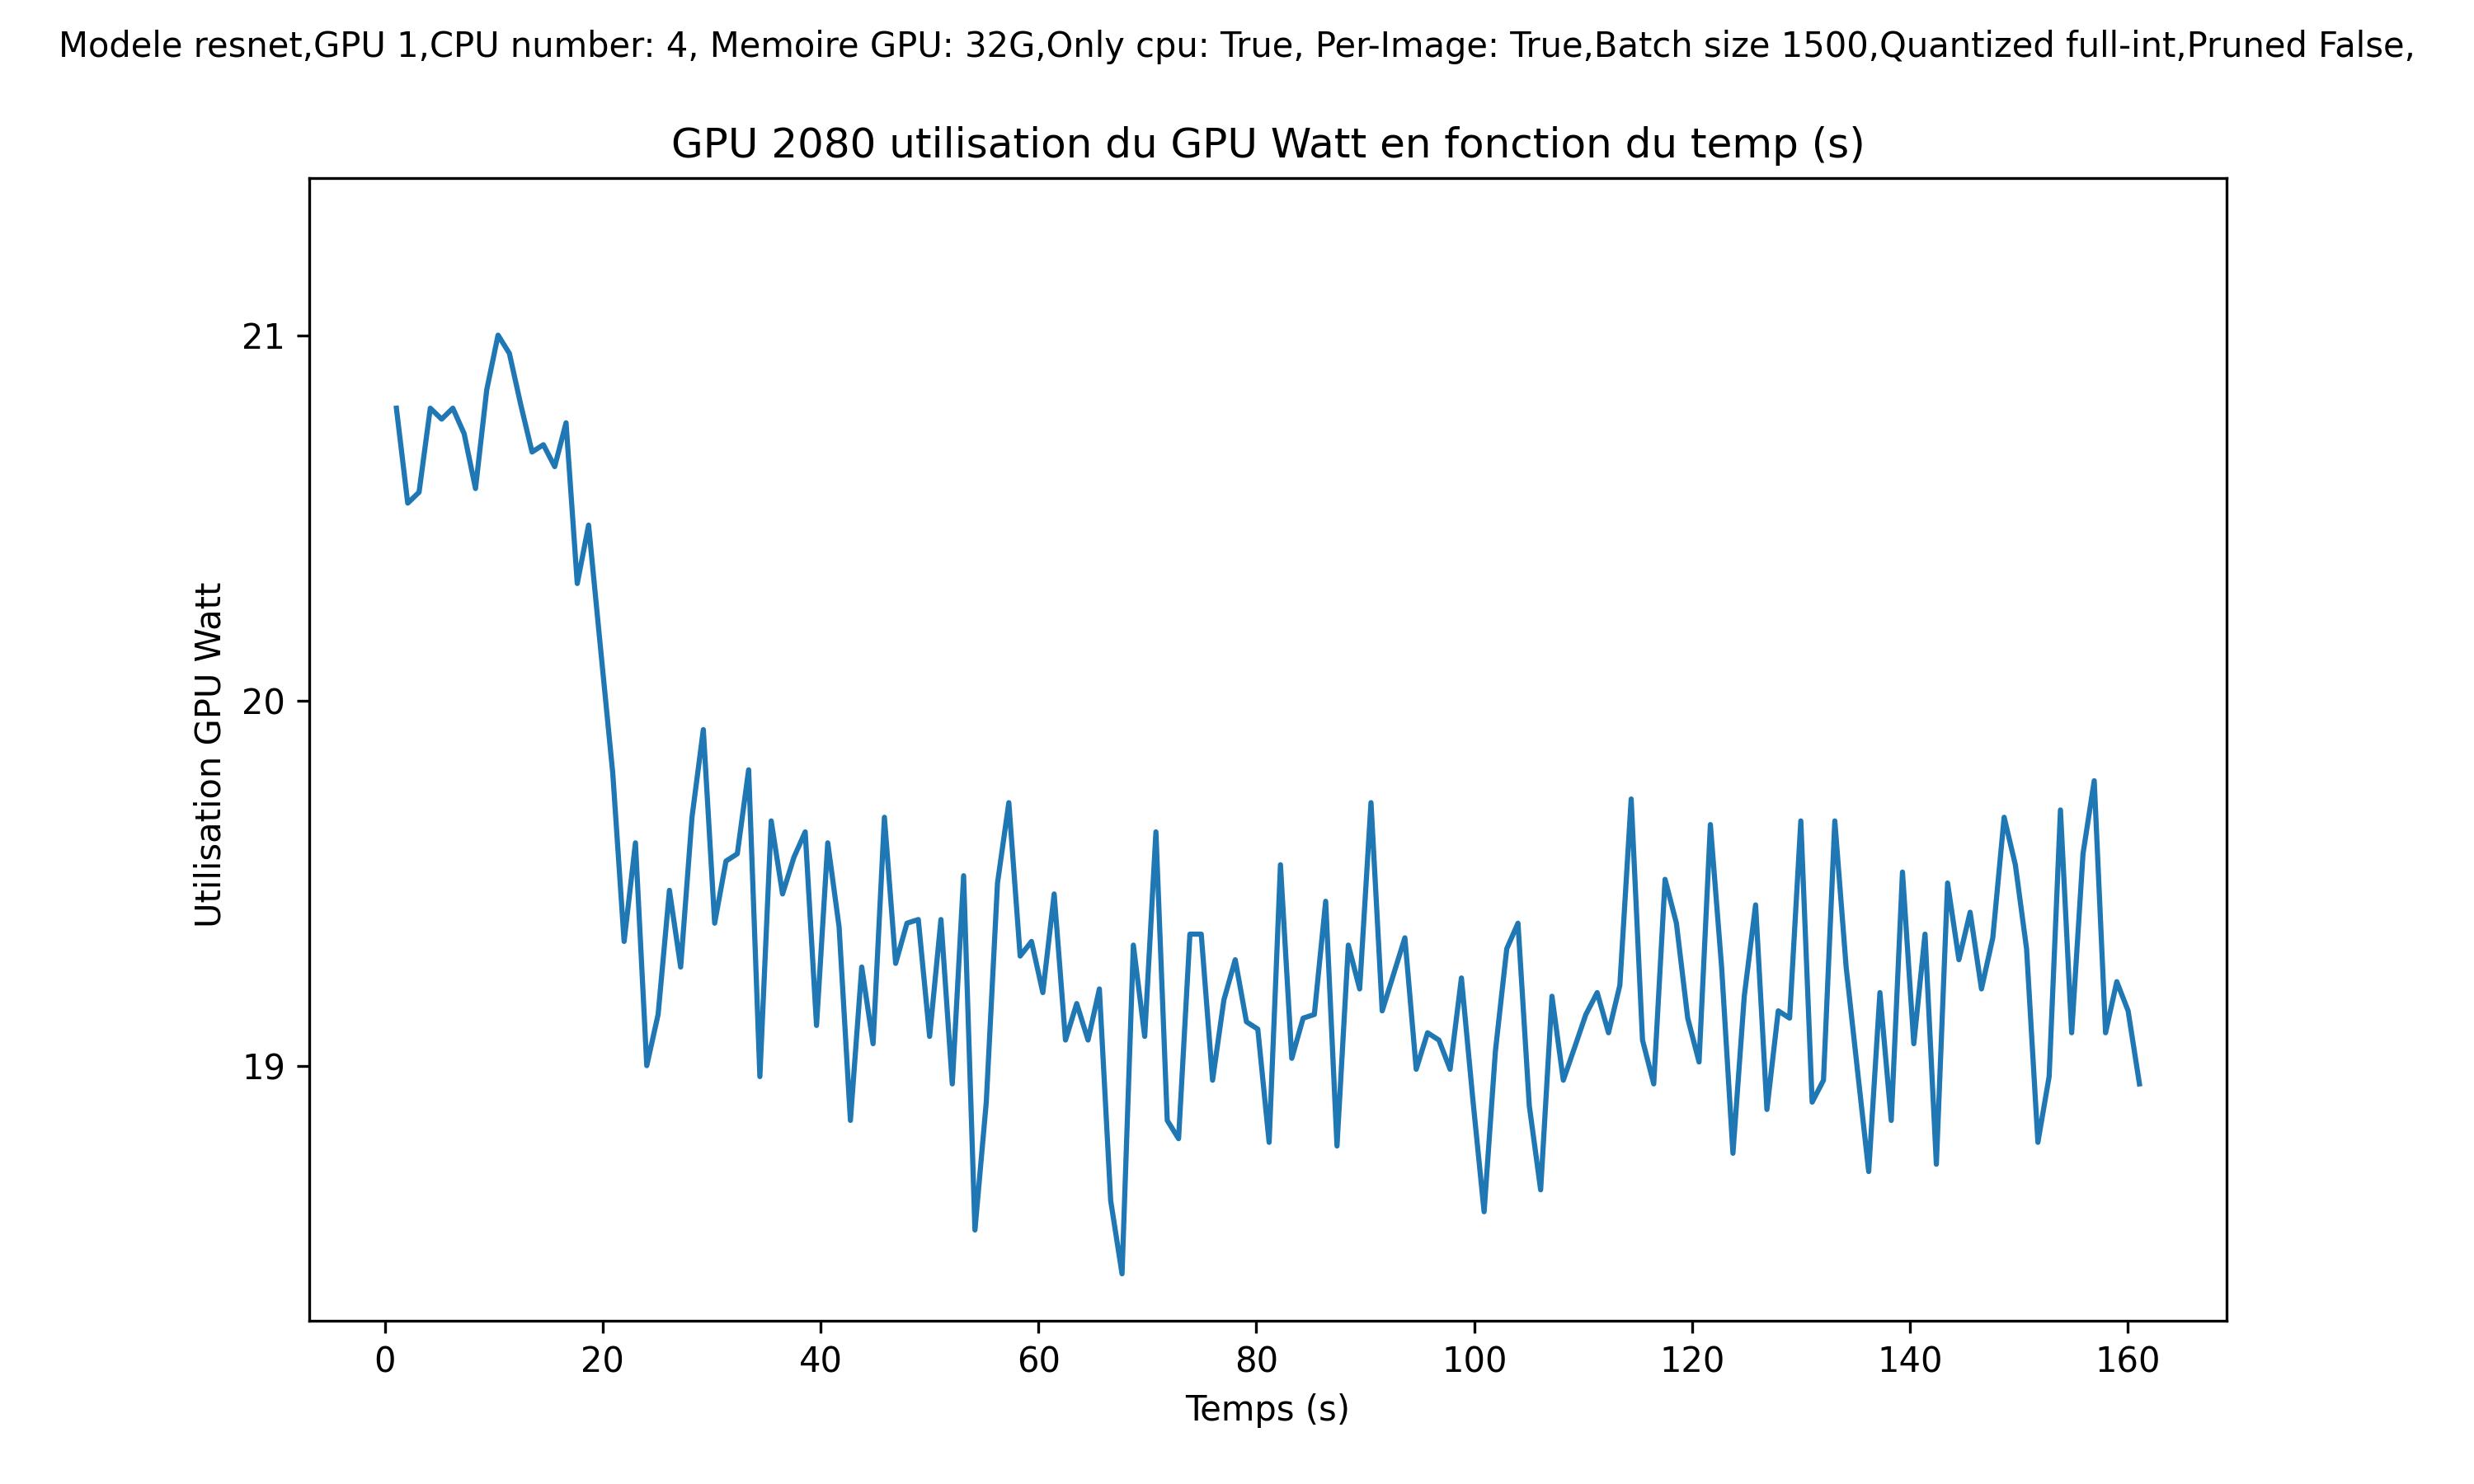 Modele resnet,GPU 1,CPU number: 4, Memoire GPU: 32G,Only cpu: True, Per-Image: True,Batch size 1500,Quantized full-int,Pruned False,
GPU 2080 utilisation du GPU Watt en fonction du temp (s)
Utilisation GPU Watt
21
20
19
0 20 40 60 80 100 120 140 160
Temps (s)